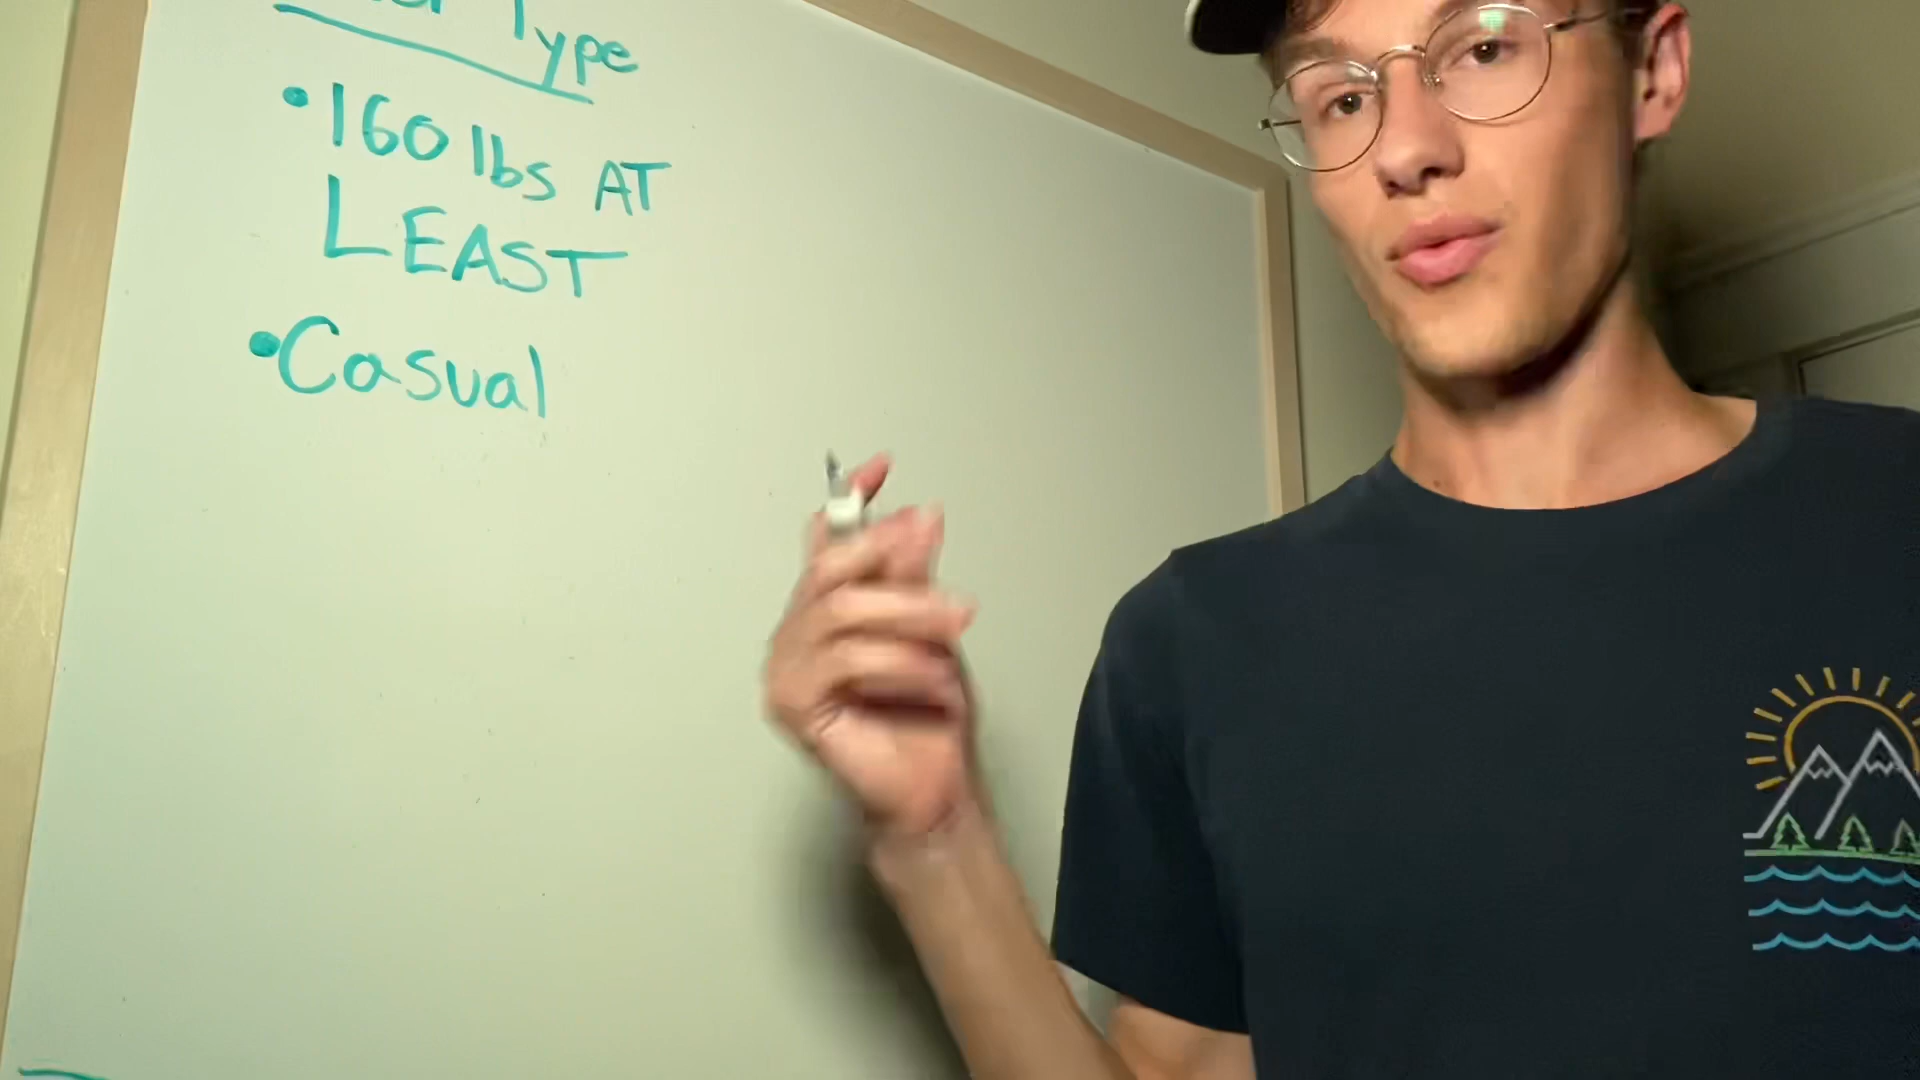 Type
• 160 lbs AT
LEAST
• Casual